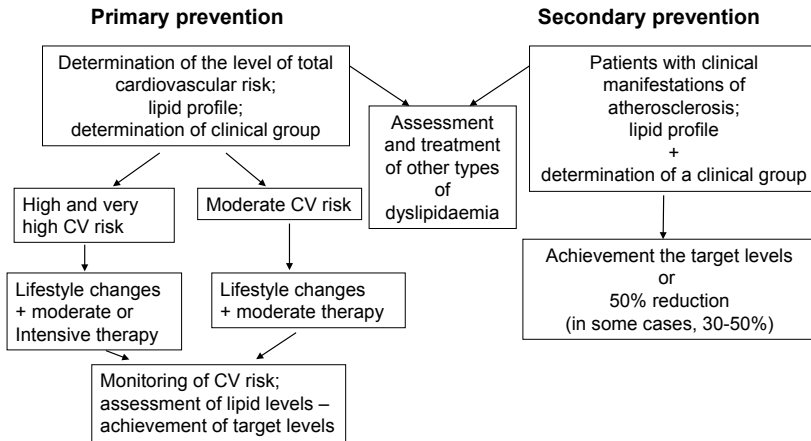 Primary prevention
Determination of the level of total
cardiovascular risk;
lipid profile;
determination of clinical group
High and very
high CV risk
Moderate CV risk
Lifestyle changes
+ moderate or
Intensive therapy
Lifestyle changes
+ moderate therapy
Monitoring of CV risk;
assessment of lipid levels –
achievement of target levels
Assessment
and treatment
of other types
of
dyslipidaemia
Secondary prevention
Patients with clinical
manifestations of
atherosclerosis;
lipid profile
+
determination of a clinical group
Achievement the target levels
or
50% reduction
(in some cases, 30-50%)